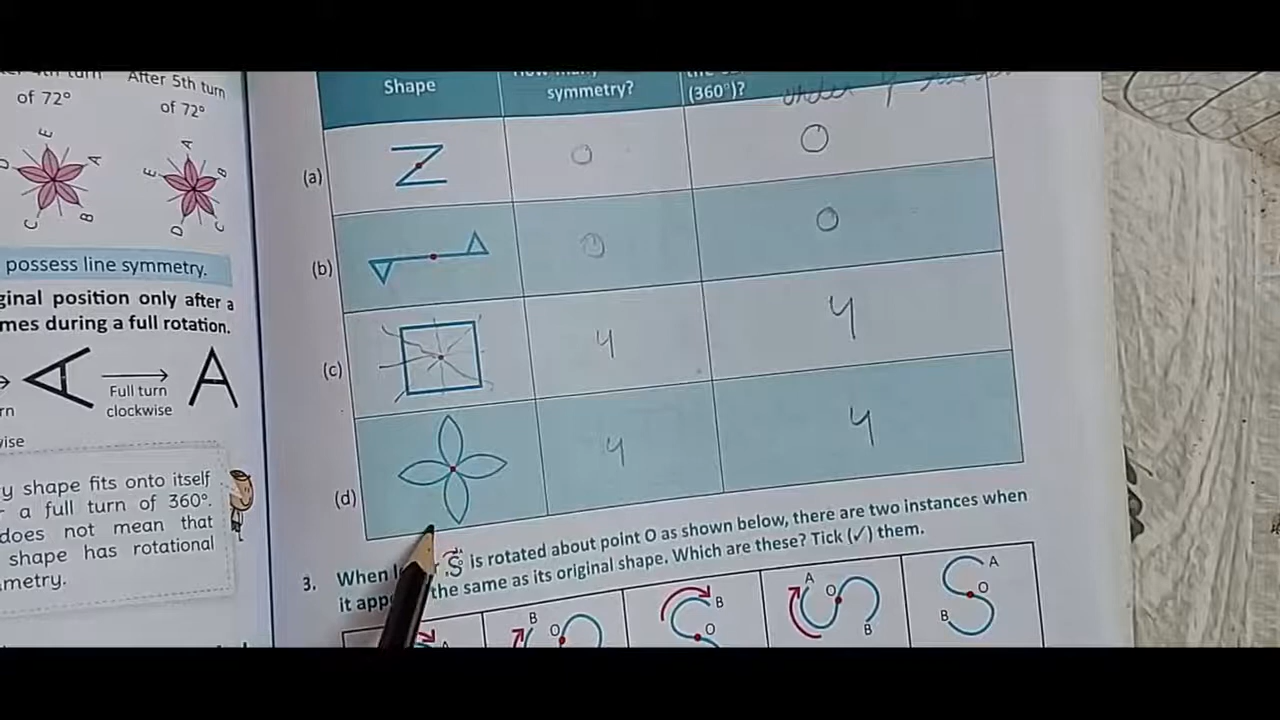 After 5th turn
of 72°
of 72°
E
A
B
C
D
A
B
C
D
E
possess line symmetry.
ginal position only after a
mes during a full rotation.
A
Full turn
clockwise
A
y shape fits onto itself
a full turn of 360°.
does not mean that
shape has rotational
mmetry.
Shape
symmetry?
(360°)?
under
(a)
Z
0
0
(b)
0
0
(c)
4
4
(d)
4
4
3. When S is rotated about point O as shown below, there are two instances when
it app the same as its original shape. Which are these? Tick (✓) them.
B
O
B
O
A
O
B
A
O
B